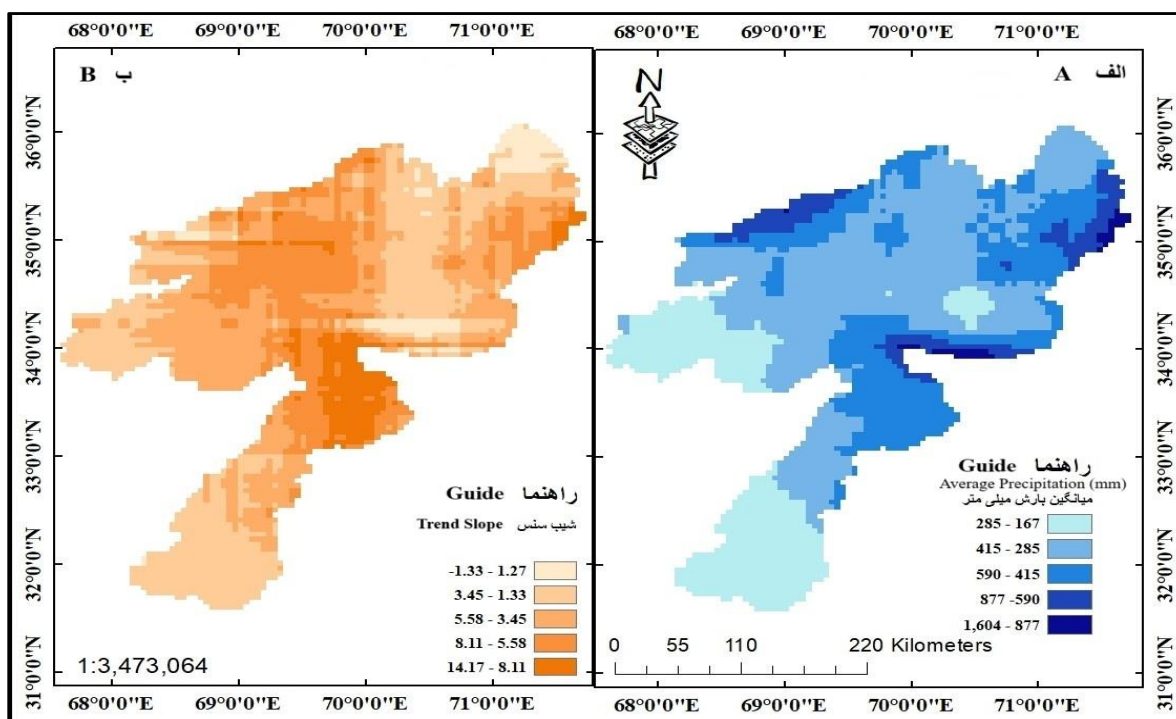 68°0'0"E 69°0'0"E 70°0'0"E 71°0'0"E
68°0'0"E 69°0'0"E 70°0'0"E 71°0'0"E
B ب
A الف
N
36°0'0"N
35°0'0"N
34°0'0"N
33°0'0"N
32°0'0"N
31°0'0"N
36°0'0"N
35°0'0"N
34°0'0"N
33°0'0"N
32°0'0"N
31°0'0"N
Guide راهنما
Trend Slope شیب سنس
-1.33 - 1.27
3.45 - 1.33
5.58 - 3.45
8.11 - 5.58
14.17 - 8.11
1:3,473,064
Guide راهنما
Average Precipitation (mm)
میانگین بارش میلی متر
285 - 167
415 - 285
590 - 415
877 -590
1,604 - 877
0 55 110 220 Kilometers
68°0'0"E 69°0'0"E 70°0'0"E 71°0'0"E
68°0'0"E 69°0'0"E 70°0'0"E 71°0'0"E